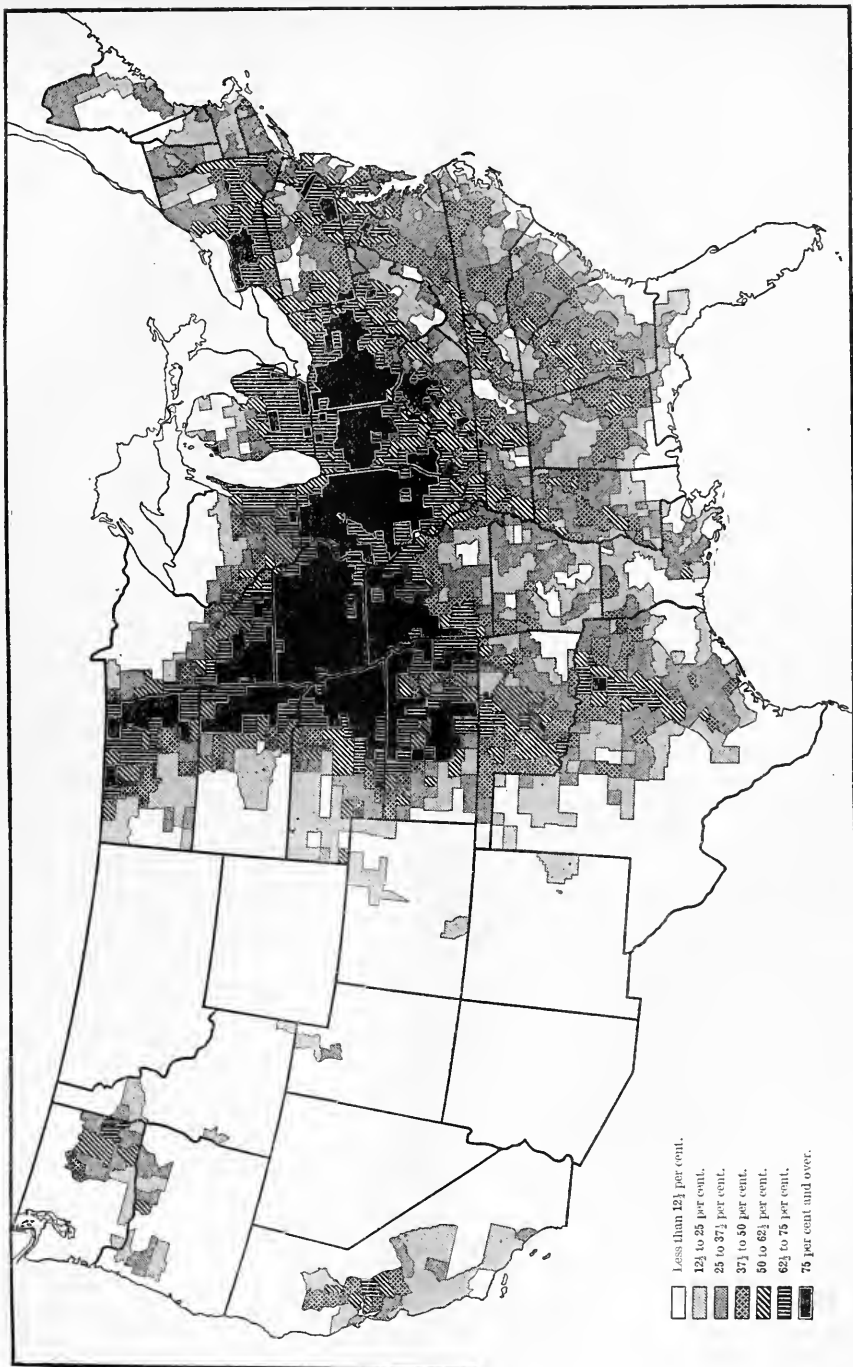 Less than 12½ per cent.
12½ to 25 per cent.
25 to 37½ per cent.
37½ to 50 per cent.
50 to 62½ per cent.
62½ to 75 per cent.
75 per cent and over.